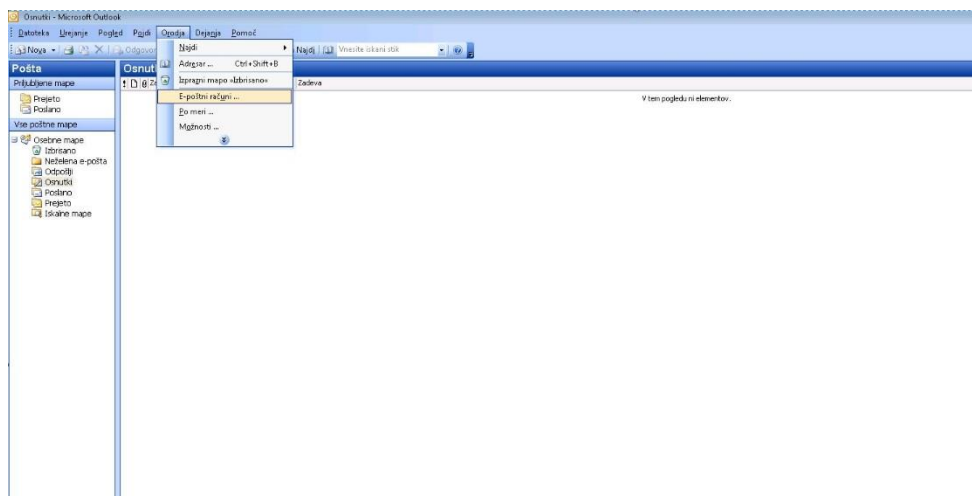 Osnutki - Microsoft Outlook
Datoteka Urejanje Pogled Pojdi Orodja Dejanja Pomoč
Nova Odgovor Najdi Vnesite iskani stik
Pošta
Osnut
Priljubljene mape
Zadeva
Prejeto
Poslano
Vse poštne mape
Osebne mape
Izbrisano
Neželena e-pošta
Odpošlji
Osnutki
Poslano
Prejeto
Iskalne mape
Najdi
Adresar ... Ctrl+Shift+B
Izprazni mapo »Izbrisano«
E-poštni računi ...
Po meri ...
Možnosti ...
V tem pogledu ni elementov.